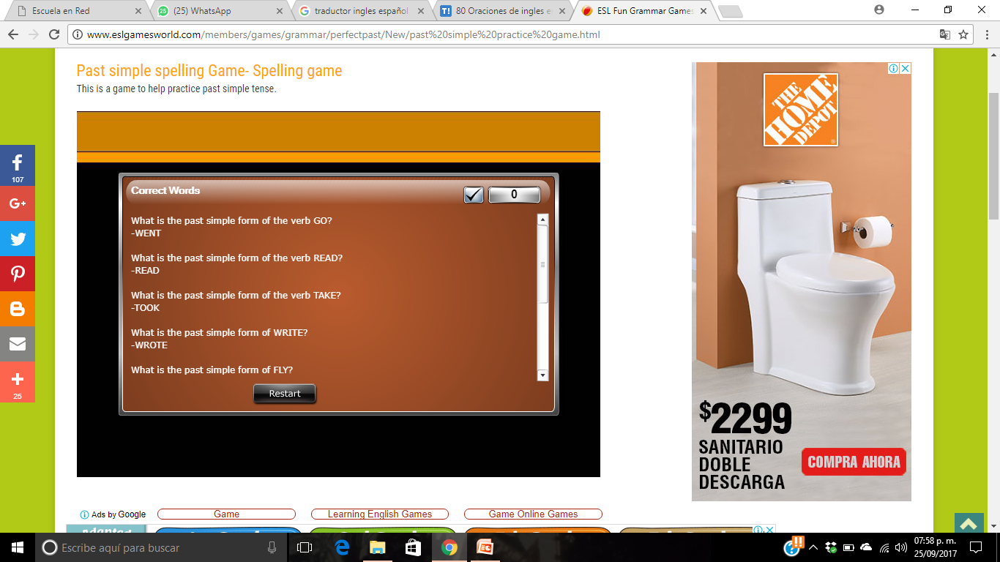 Escuela en Red
(25) WhatsApp
traductor ingles español
80 Oraciones de ingles e
ESL Fun Grammar Games
www.eslgamesworld.com/members/games/grammar/perfectpast/New/past%20simple%20practice%20game.html
Past simple spelling Game- Spelling game
This is a game to help practice past simple tense.
107
G+
25
Correct Words
0
What is the past simple form of the verb GO?
-WENT
What is the past simple form of the verb READ?
-READ
What is the past simple form of the verb TAKE?
-TOOK
What is the past simple form of WRITE?
-WROTE
What is the past simple form of FLY?
Restart
THE
HOME
DEPOT
$2299
SANITARIO
DOBLE
DESCARGA
COMPRA AHORA
Ads by Google
Game
Learning English Games
Game Online Games
Escribe aquí para buscar
07:58 p. m.
25/09/2017